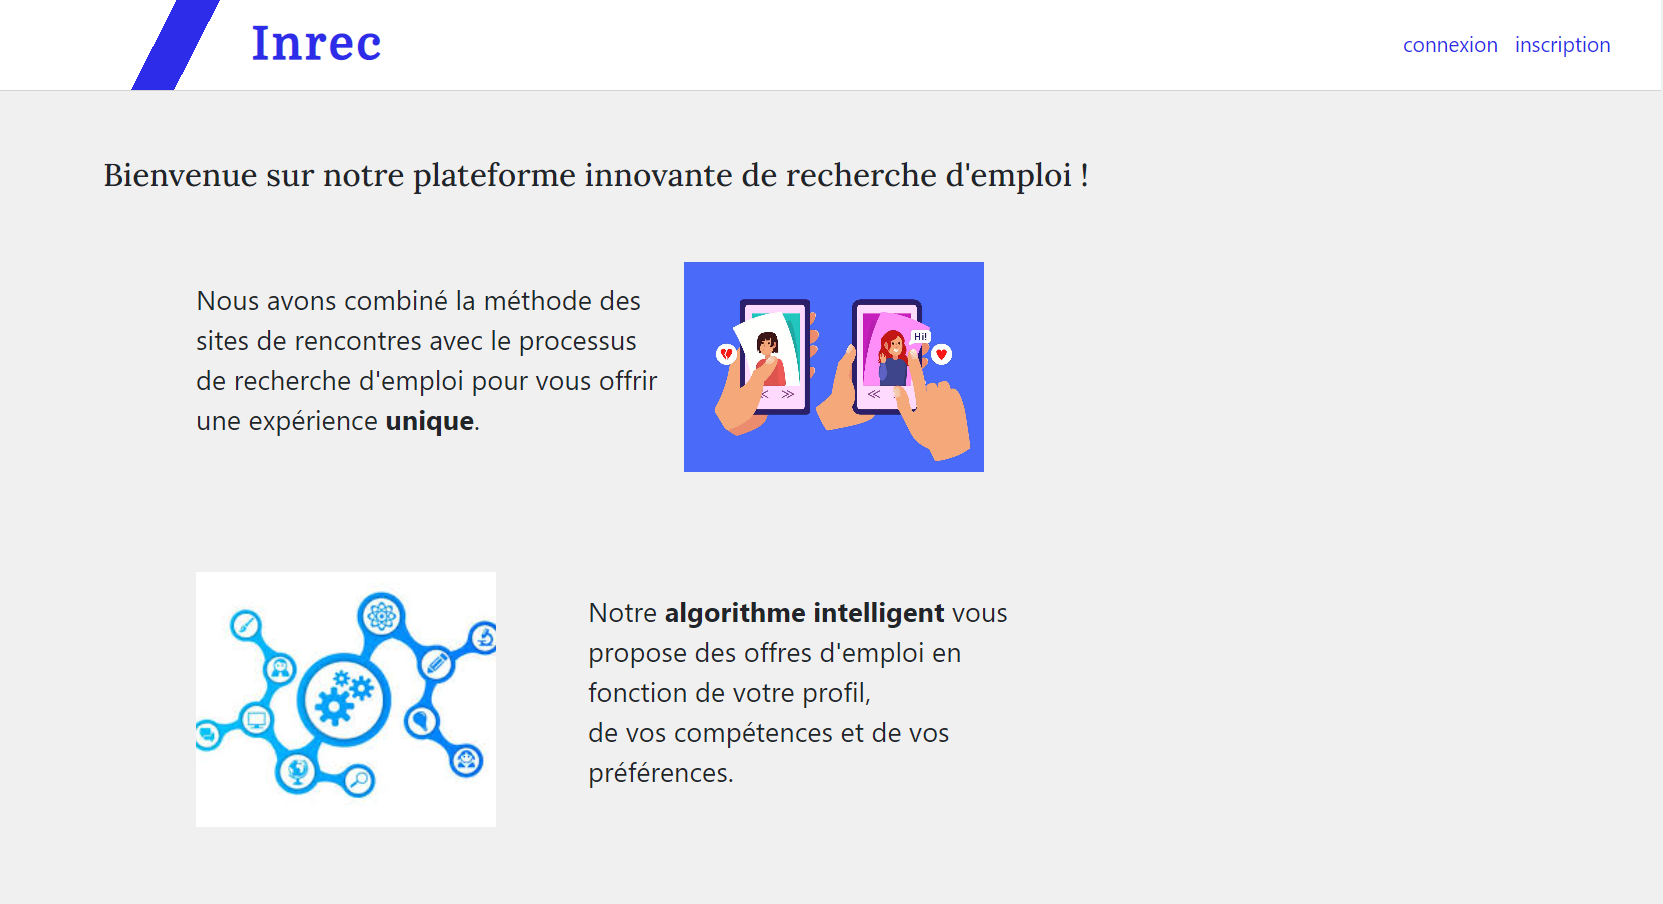 Inrec
connexion inscription
Bienvenue sur notre plateforme innovante de recherche d'emploi !
Nous avons combiné la méthode des
sites de rencontres avec le processus
de recherche d'emploi pour vous offrir
une expérience unique.
Hi!
Notre algorithme intelligent vous
propose des offres d'emploi en
fonction de votre profil,
de vos compétences et de vos
préférences.